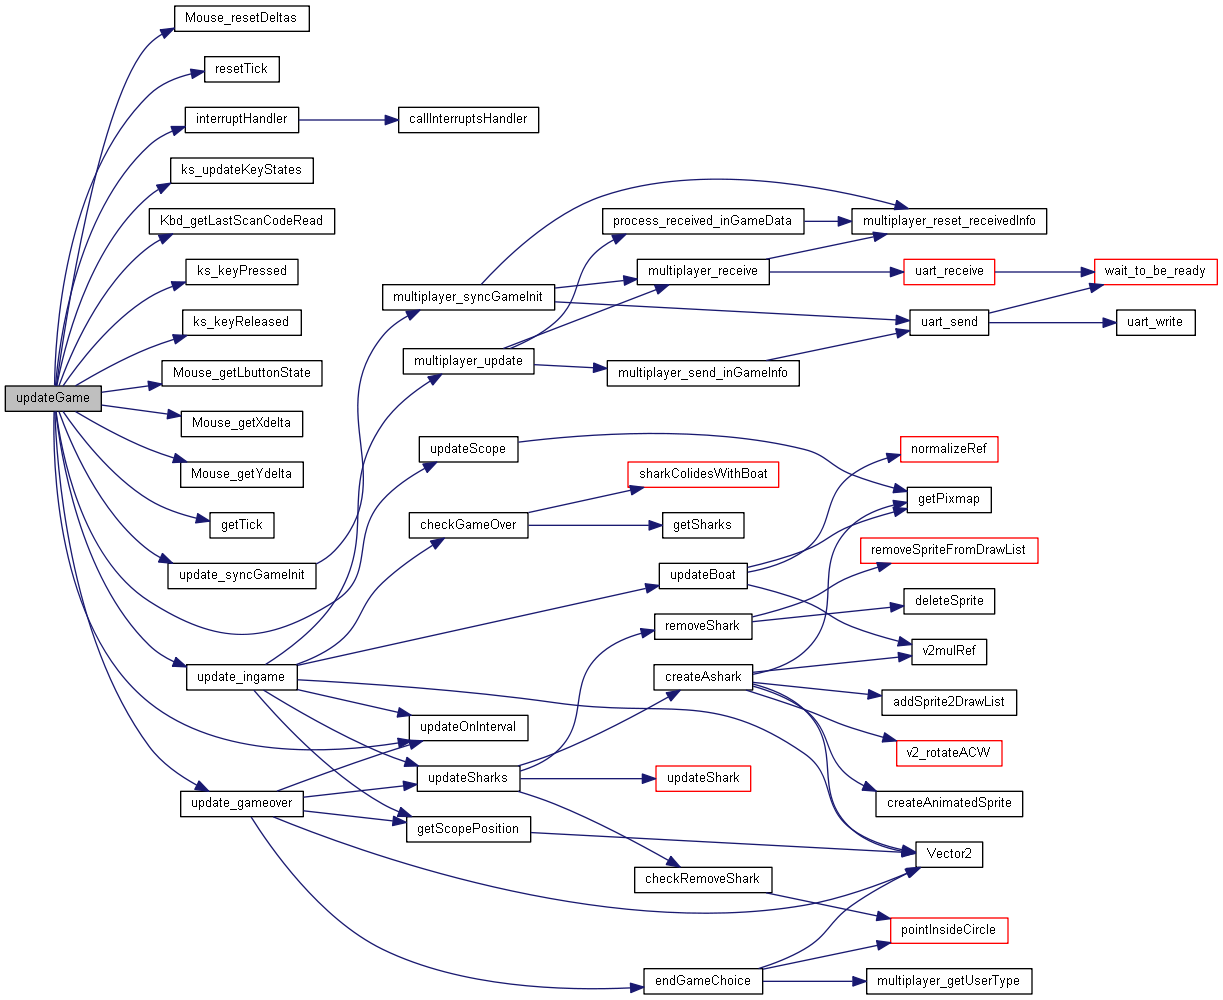 Mouse_resetDeltas
resetTick
interruptHandler
callInterruptsHandler
ks_updateKeyStates
Kbd_getLastScanCodeRead
process_received_inGameData
multiplayer_reset_receivedInfo
ks_keyPressed
multiplayer_receive
uart_receive
wait_to_be_ready
multiplayer_syncGameInit
ks_keyReleased
uart_send
uart_write
multiplayer_update
Mouse_getLbuttonState
multiplayer_send_inGameInfo
updateGame
Mouse_getXdelta
updateScope
normalizeRef
Mouse_getYdelta
sharkColidesWithBoat
getPixmap
getTick
checkGameOver
getSharks
removeSpriteFromDrawList
update_syncGameInit
updateBoat
deleteSprite
removeShark
v2mulRef
update_ingame
createAshark
addSprite2DrawList
updateOnInterval
v2_rotateACW
updateSharks
updateShark
update_gameover
createAnimatedSprite
getScopePosition
Vector2
checkRemoveShark
pointInsideCircle
endGameChoice
multiplayer_getUserType